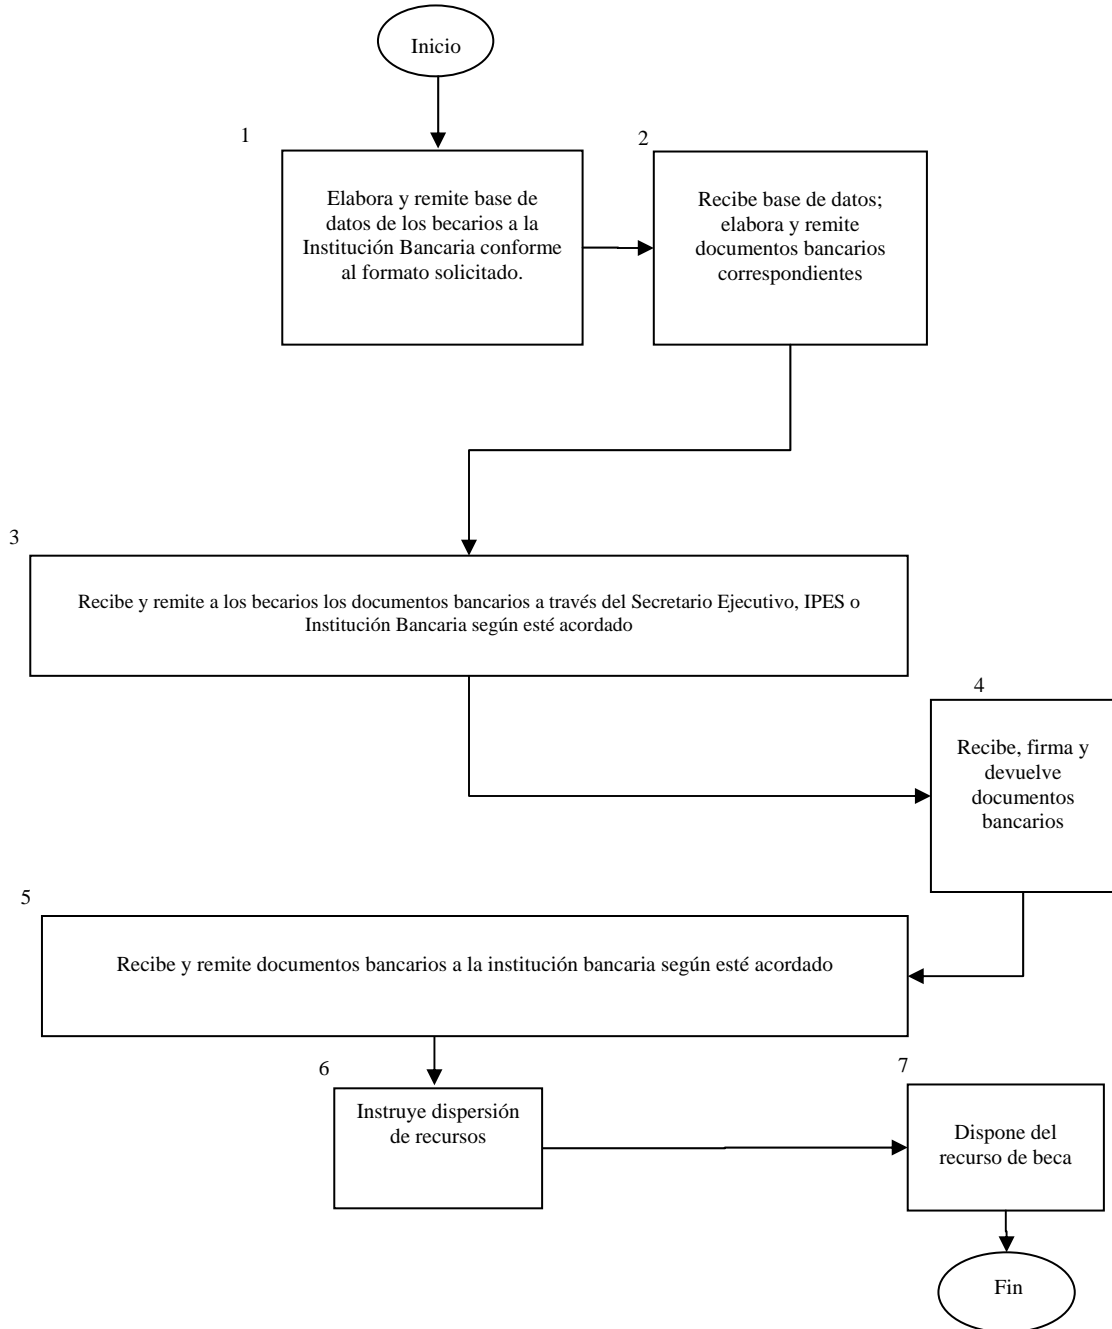 Inicio
1
Elabora y remite base de
datos de los becarios a la
Institución Bancaria conforme
al formato solicitado.
2
Recibe base de datos;
elabora y remite
documentos bancarios
correspondientes
3
Recibe y remite a los becarios los documentos bancarios a través del Secretario Ejecutivo, IPES o
Institución Bancaria según esté acordado
4
Recibe, firma y
devuelve
documentos
bancarios
5
Recibe y remite documentos bancarios a la institución bancaria según esté acordado
6
Instruye dispersión
de recursos
7
Dispone del
recurso de beca
Fin